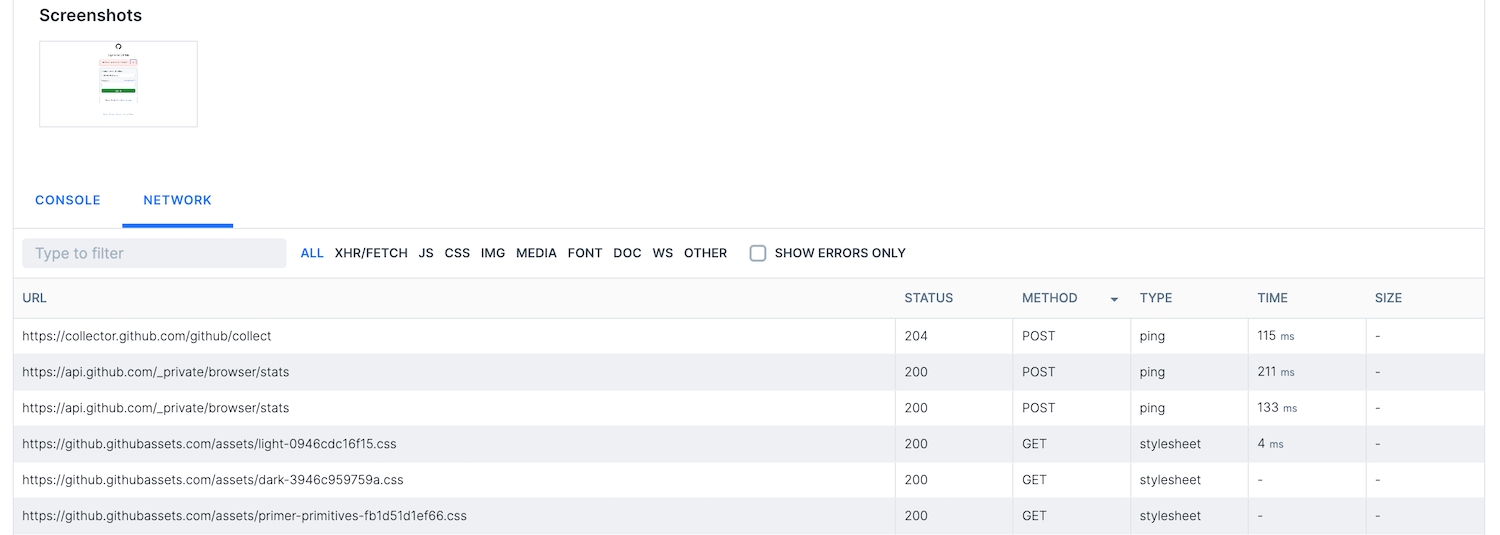 Screenshots
CONSOLE NETWORK
Type to filter ALL XHR/FETCH JS CSS IMG MEDIA FONT DOC WS OTHER SHOW ERRORS ONLY
URL STATUS METHOD TYPE TIME SIZE
https://collector.github.com/github/collect 204 POST ping 115 ms -
https://api.github.com/_private/browser/stats 200 POST ping 211 ms -
https://api.github.com/_private/browser/stats 200 POST ping 133 ms -
https://github.githubassets.com/assets/light-0946cdc16f15.css 200 GET stylesheet 4 ms -
https://github.githubassets.com/assets/dark-3946c959759a.css 200 GET stylesheet - -
https://github.githubassets.com/assets/primer-primitives-fb1d51d1ef66.css 200 GET stylesheet - -